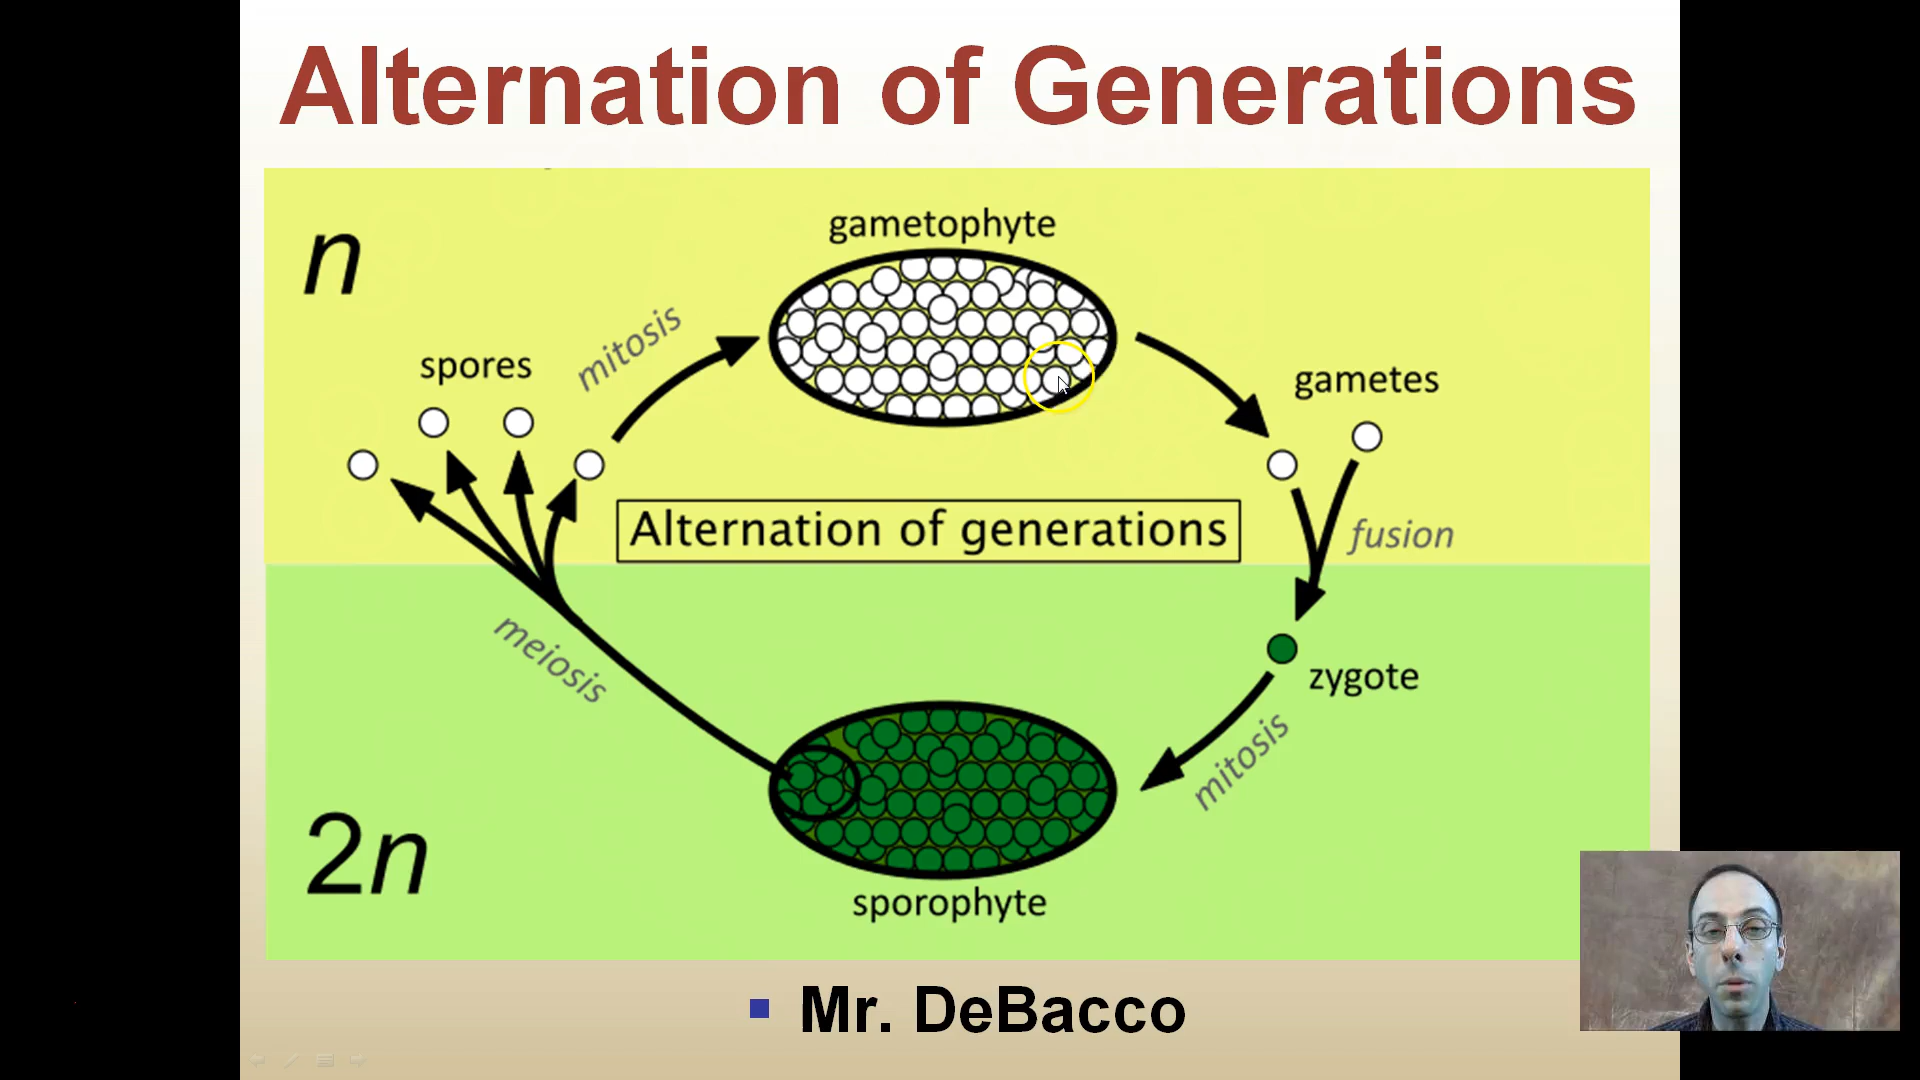 Alternation of Generations
n
gametophyte
mitosis
spores
gametes
Alternation of generations
fusion
meiosis
zygote
mitosis
2n
sporophyte
Mr. DeBacco